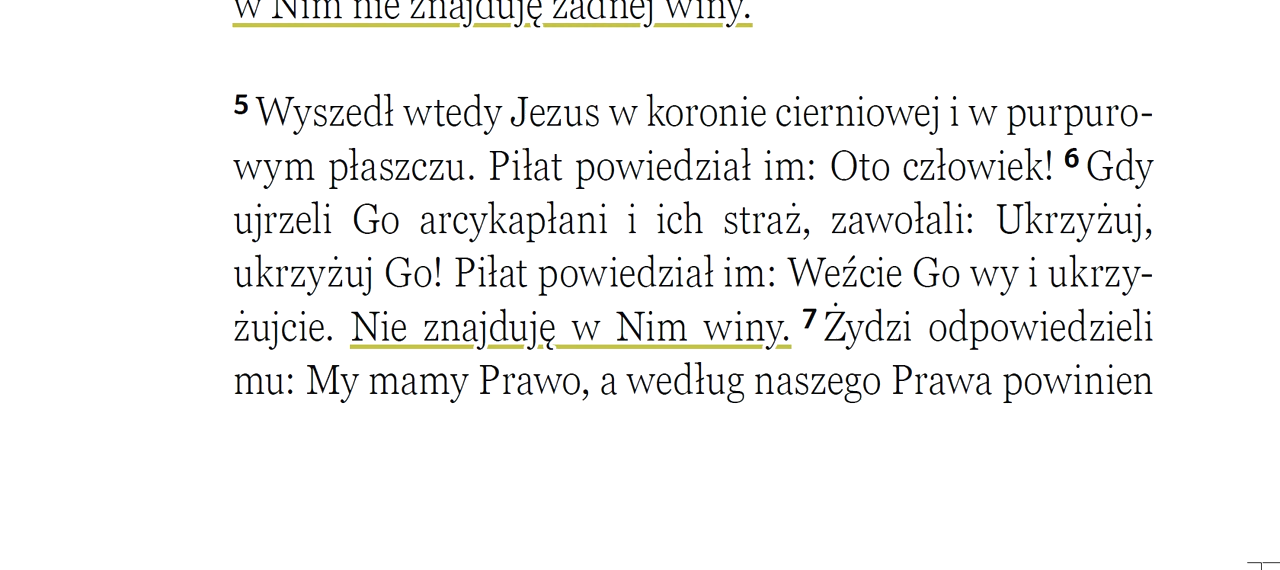 w Nim nie znajduję żadnej winy.
5 Wyszedł wtedy Jezus w koronie cierniowej i w purpuro-
wym płaszczu. Piłat powiedział im: Oto człowiek! 6 Gdy
ujrzeli Go arcykapłani i ich straż, zawołali: Ukrzyżuj,
ukrzyżuj Go! Piłat powiedział im: Weźcie Go wy i ukrzy-
żujcie. Nie znajduję w Nim winy. 7 Żydzi odpowiedzieli
mu: My mamy Prawo, a według naszego Prawa powinien